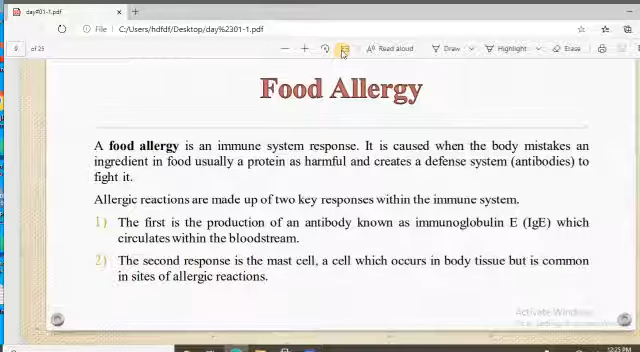 day#01-1.pdf
File | C:/Users/hdfdf/Desktop/day%2301-1.pdf
of 25 Read aloud Draw Highlight Erase
Food Allergy
A food allergy is an immune system response. It is caused when the body mistakes an
ingredient in food usually a protein as harmful and creates a defense system (antibodies) to
fight it.
Allergic reactions are made up of two key responses within the immune system.
1) The first is the production of an antibody known as immunoglobulin E (IgE) which
circulates within the bloodstream.
2) The second response is the mast cell, a cell which occurs in body tissue but is common
in sites of allergic reactions.
Activate Windows
12:25 PM